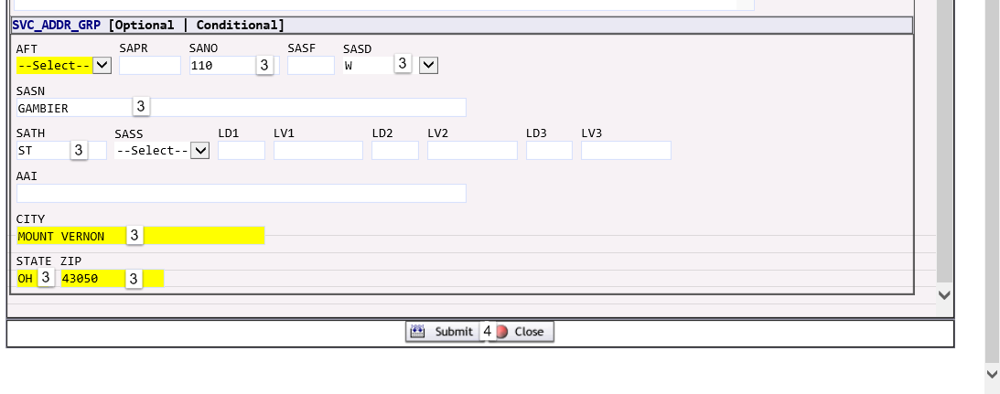 SVC_ADDR_GRP [Optional | Conditional]
AFT SAPR SANO SASF SASD
--Select-- 110 3 W 3
SASN
GAMBIER 3
SATH SASS LD1 LV1 LD2 LV2 LD3 LV3
ST 3 --Select--
AAI
CITY
MOUNT VERNON 3
STATE ZIP
OH 3 43050 3
Submit 4 Close